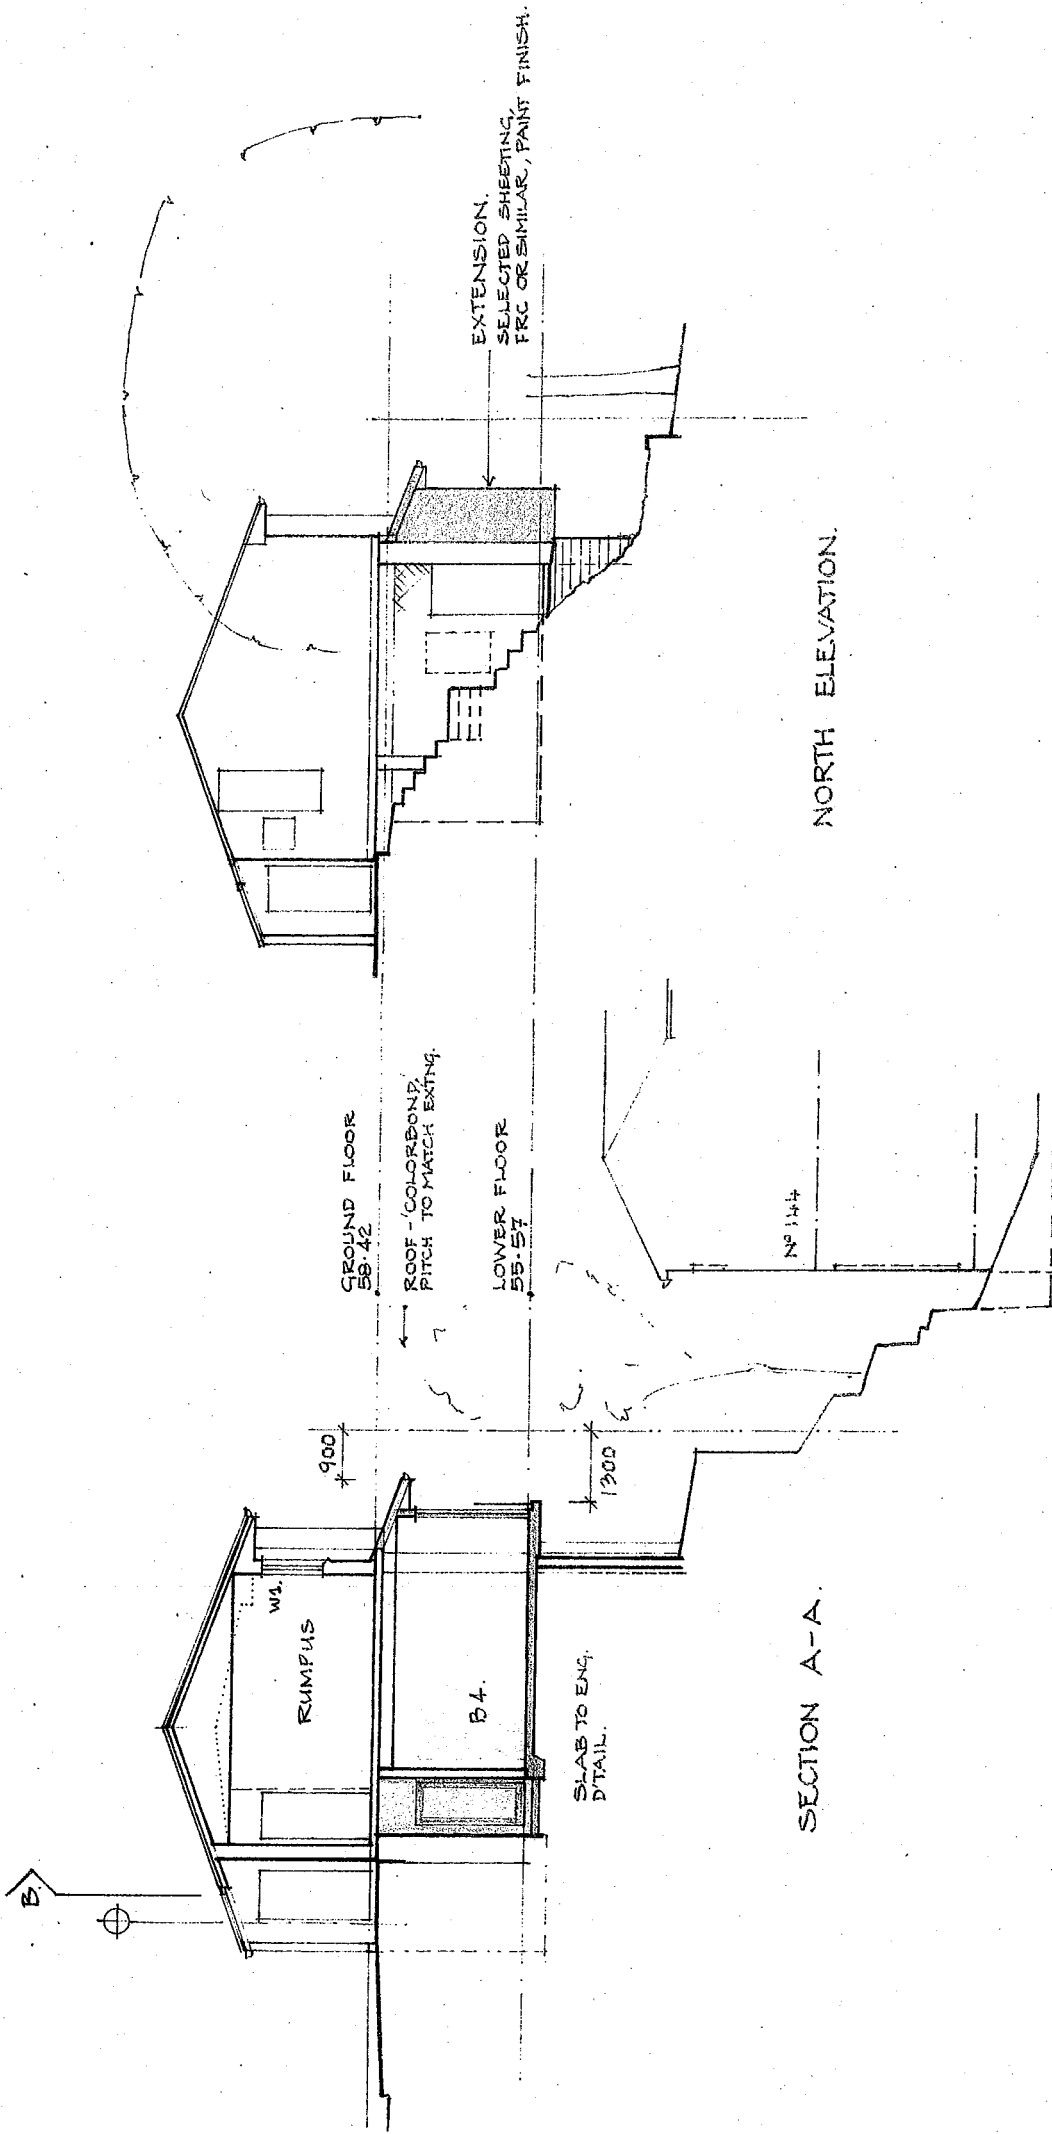 B.
RUMPUS
W1.
B4.
SLAB TO ENG.
D'TAIL.
900
1300
GROUND FLOOR
58.42
ROOF - 'COLORBOND',
PITCH TO MATCH EXTNG.
LOWER FLOOR
55.57
Nº 144
SECTION A-A.
EXTENSION.
SELECTED SHEETING,
FRC OR SIMILAR, PAINT FINISH.
NORTH ELEVATION.